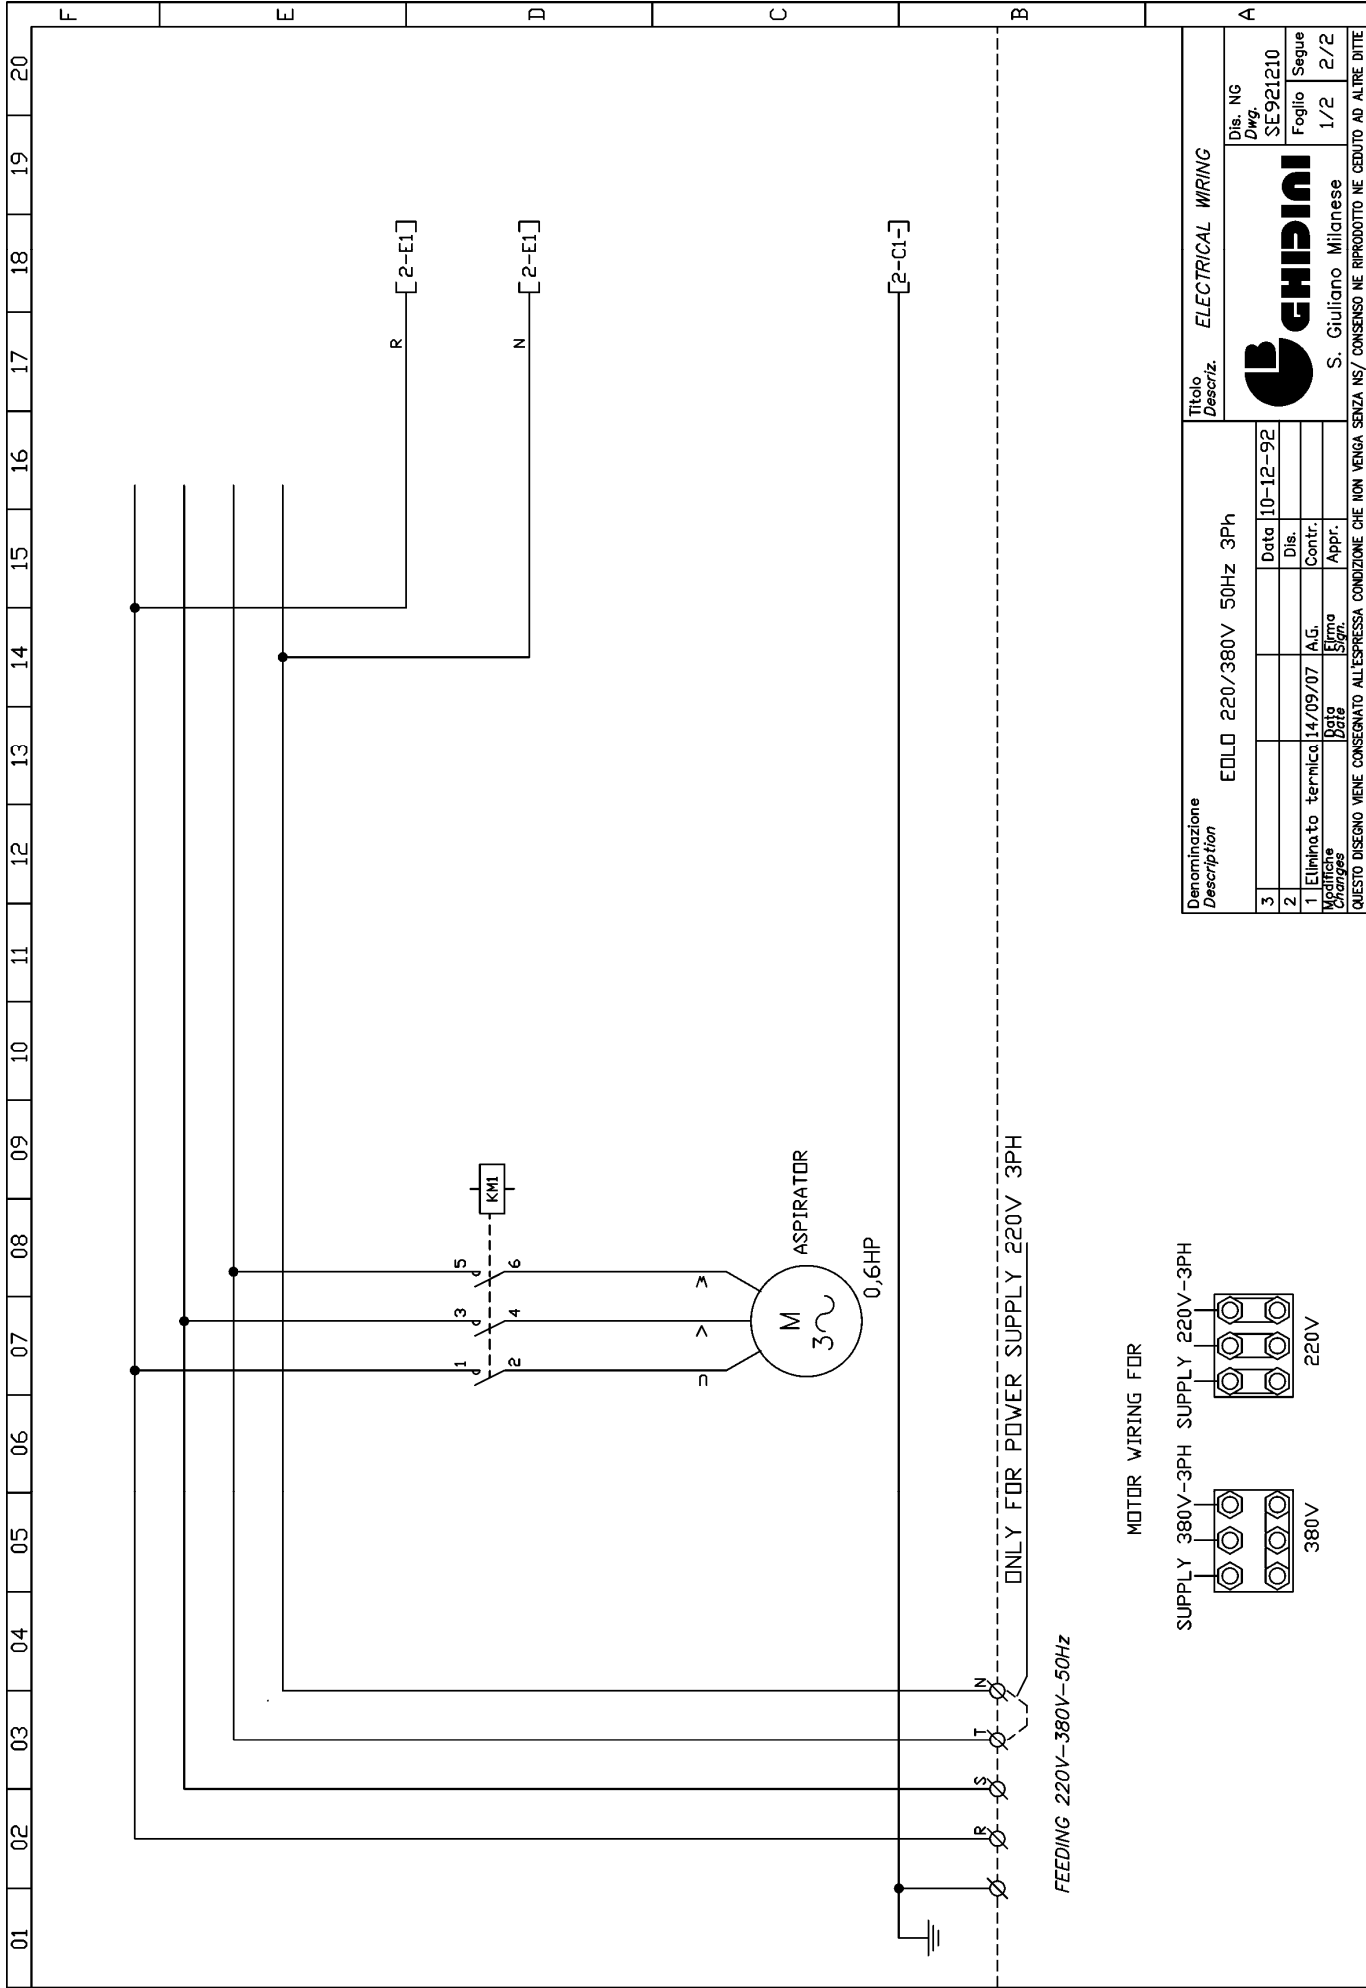 01 02 03 04 05 06 07 08 09 10 11 12 13 14 15 16 17 18 19 20
F
E
D
C
B
A
R
[2-E1]
N
[2-E1]
[2-C1-]
1 3 5
KM1
2 4 6
U V W
M
3
ASPIRATOR
0,6HP
R S T N
ONLY FOR POWER SUPPLY 220V 3PH
FEEDING 220V-380V-50Hz
MOTOR WIRING FOR
SUPPLY 380V-3PH SUPPLY 220V-3PH
380V
220V
Denominazione
Description
EOLO 220/380V 50Hz 3Ph
Titolo
Descriz.
ELECTRICAL WIRING
3
2
1 Eliminato termica 14/09/07 A.G.
Modifiche
Changes
Data
Date
Firma
Sign.
Data 10-12-92
Dis.
Contr.
Appr.
B GHIDINI
S. Giuliano Milanese
Dis. NG
Dwg.
SE921210
Foglio Segue
1/2 2/2
QUESTO DISEGNO VIENE CONSEGNATO ALL'ESPRESSA CONDIZIONE CHE NON VENGA SENZA NS/ CONSENSO NE RIPRODOTTO NE CEDUTO AD ALTRE DITTE